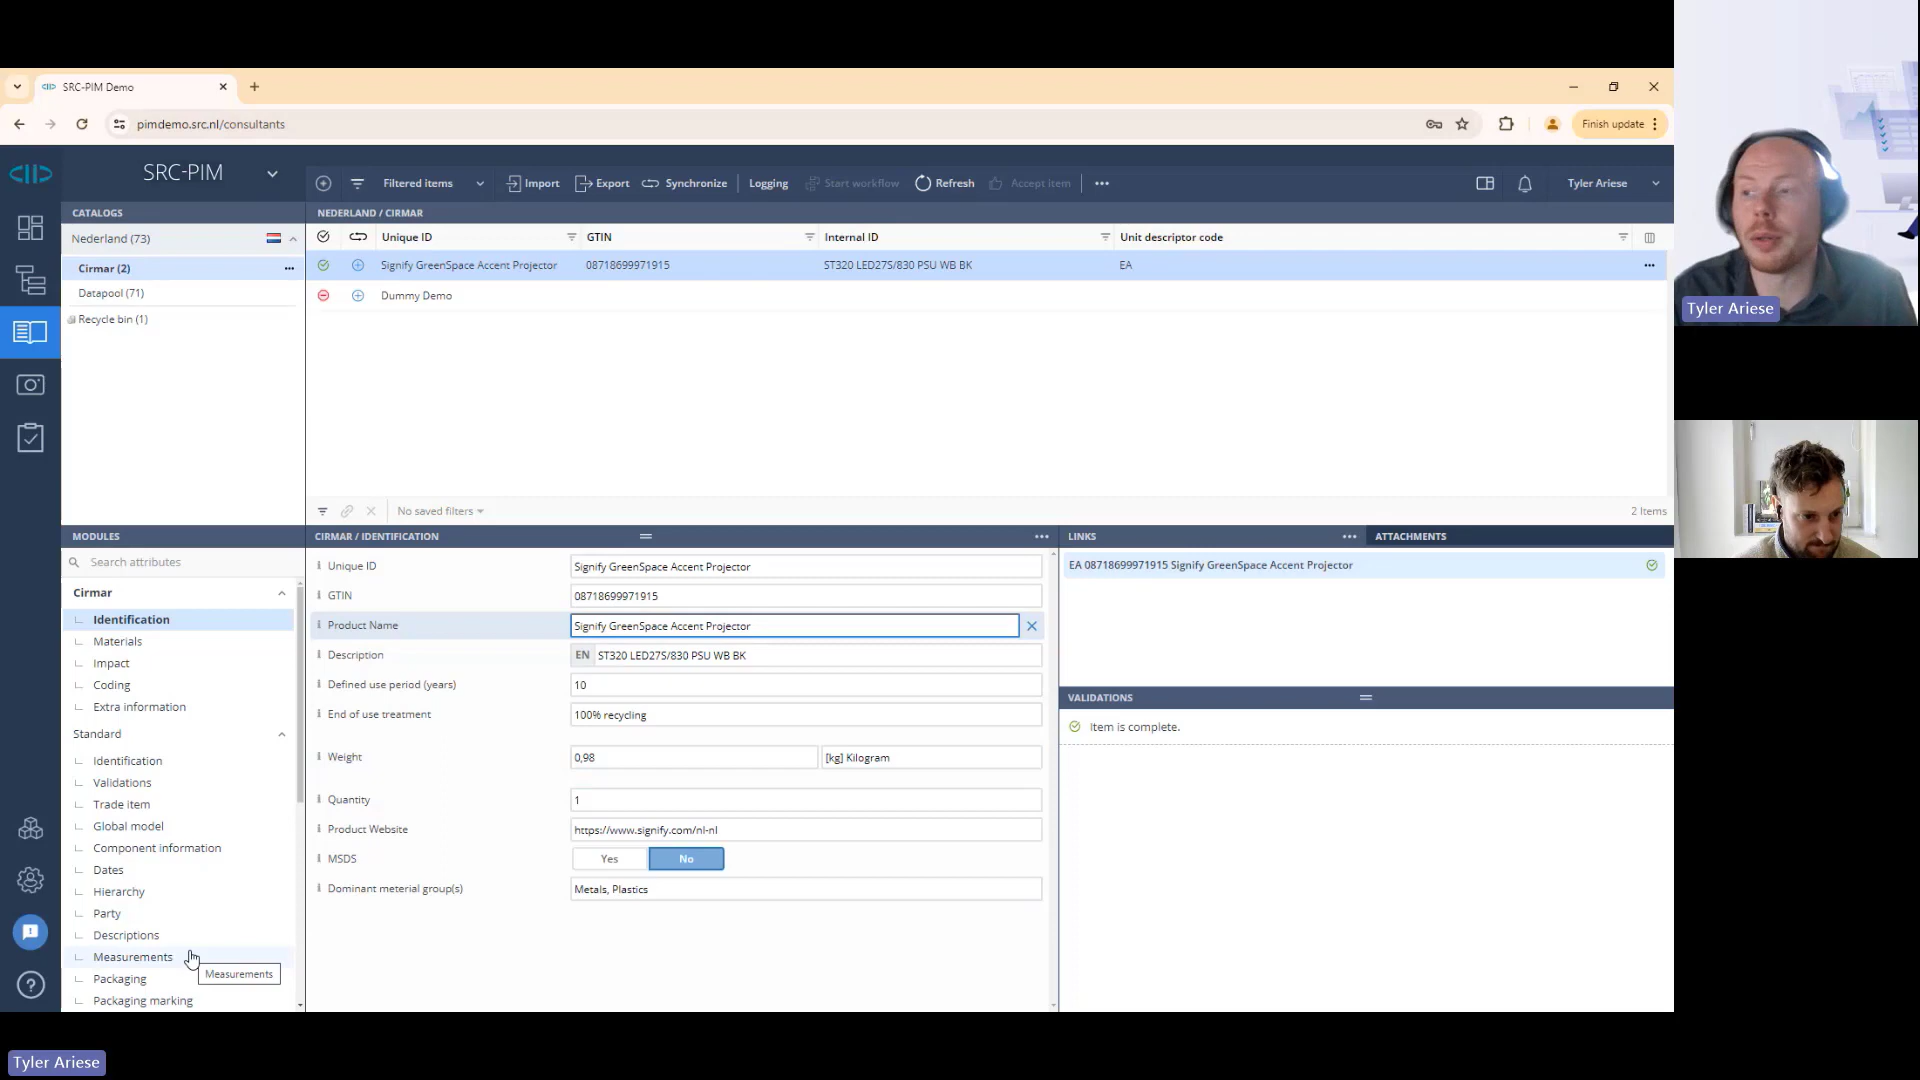 SRC-PIM Demo
pimdemo.src.nl/consultants
Finish update
SRC-PIM
Filtered items
Import
Export
Synchronize
Logging
Start workflow
Refresh
Accept item
Tyler Ariese
CATALOGS
Nederland (73)
Cirmar (2)
Datapool (71)
Recycle bin (1)
NEDERLAND / CIRMAR
Unique ID GTIN Internal ID Unit descriptor code
Signify GreenSpace Accent Projector 08718699971915 ST320 LED27S/830 PSU WB BK EA
Dummy Demo
No saved filters
2 Items
MODULES
Search attributes
Cirmar
Identification
Materials
Impact
Coding
Extra information
Standard
Identification
Validations
Trade item
Global model
Component information
Dates
Hierarchy
Party
Descriptions
Measurements
Measurements
Packaging
Packaging marking
CIRMAR / IDENTIFICATION
Unique ID Signify GreenSpace Accent Projector
GTIN 08718699971915
Product Name Signify GreenSpace Accent Projector
Description EN ST320 LED27S/830 PSU WB BK
Defined use period (years) 10
End of use treatment 100% recycling
Weight 0,98 [kg] Kilogram
Quantity 1
Product Website https://www.signify.com/nl-nl
MSDS Yes No
Dominant meterial group(s) Metals, Plastics
LINKS
ATTACHMENTS
EA 08718699971915 Signify GreenSpace Accent Projector
VALIDATIONS
Item is complete.
Tyler Ariese
Tyler Ariese